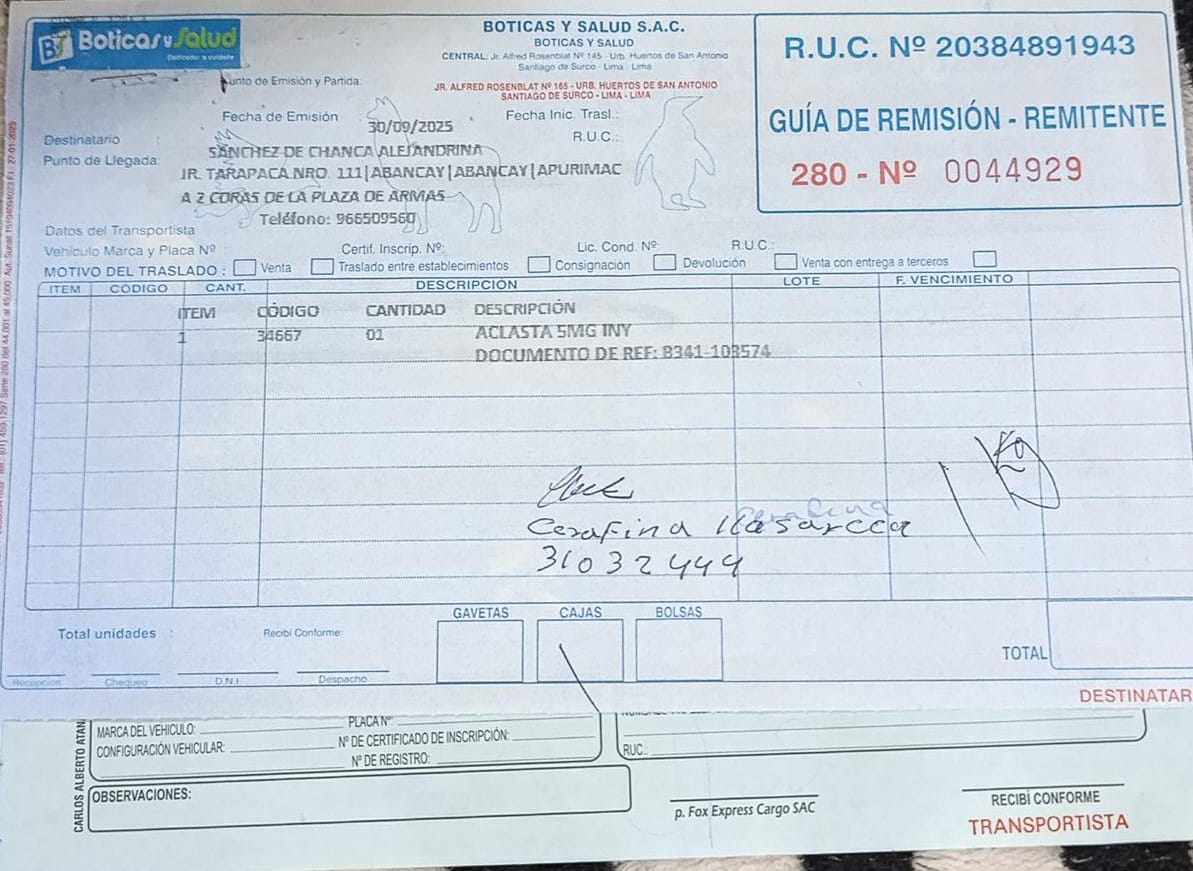 BS Boticas y Salud
Dedicados a cuidarte
BOTICAS Y SALUD S.A.C.
BOTICAS Y SALUD
CENTRAL: Jr. Alfred Rosenblat Nº 145 - Urb. Huertos de San Antonio
Santiago de Surco - Lima - Lima
Punto de Emisión y Partida:
JR. ALFRED ROSENBLAT Nº 165 - URB. HUERTOS DE SAN ANTONIO
SANTIAGO DE SURCO - LIMA - LIMA
R.U.C. Nº 20384891943
GUÍA DE REMISIÓN - REMITENTE
280 - Nº 0044929
Fecha de Emisión : 30/09/2025 Fecha Inic. Trasl.:
Destinatario : SANCHEZ DE CHANCA ALEJANDRINA R.U.C.:
Punto de Llegada: JR. TARAPACA NRO. 111|ABANCAY|ABANCAY|APURIMAC
A 2 CDRAS DE LA PLAZA DE ARMAS
Teléfono: 966509560
Datos del Transportista
Vehículo Marca y Placa Nº : Certif. Inscrip. Nº: Lic. Cond. Nº: R.U.C.:
MOTIVO DEL TRASLADO : Venta Traslado entre establecimientos Consignación Devolución Venta con entrega a terceros
ITEM CÓDIGO CANT. DESCRIPCIÓN LOTE F. VENCIMIENTO
ITEM CÓDIGO CANTIDAD DESCRIPCIÓN
1 34667 01 ACLASTA 5MG INY
DOCUMENTO DE REF: B341-103574
Cerafina
31032444
GAVETAS CAJAS BOLSAS
Total unidades : Recibí Conforme:
TOTAL
Recepción Chequeo D.N.I. Despacho
DESTINATAR
CARLOS ALBERTO ATAN
MARCA DEL VEHICULO: PLACA Nº:
CONFIGURACIÓN VEHICULAR: Nº DE CERTIFICADO DE INSCRIPCIÓN:
Nº DE REGISTRO:
RUC.:
OBSERVACIONES:
p. Fox Express Cargo SAC
RECIBÍ CONFORME
TRANSPORTISTA